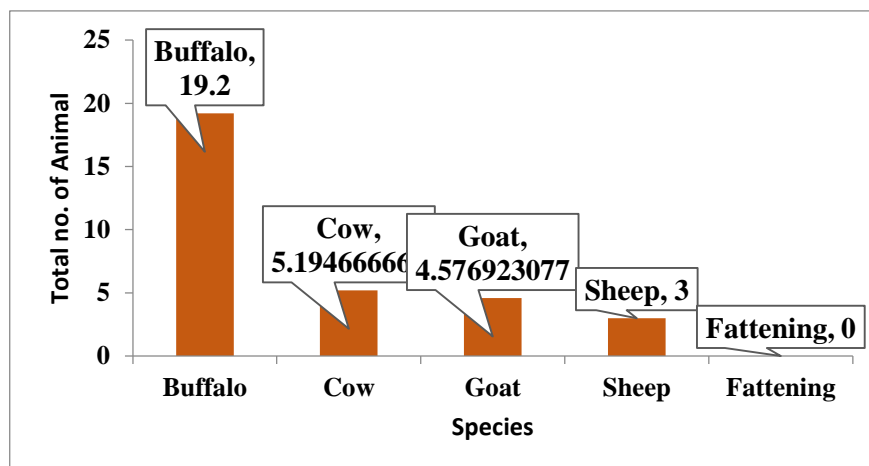 Total no. of Animal
25
20
15
10
5
0
Buffalo,
19.2
Cow,
5.19466666
Goat,
4.576923077
Sheep, 3
Fattening, 0
Buffalo Cow Goat Sheep Fattening
Species